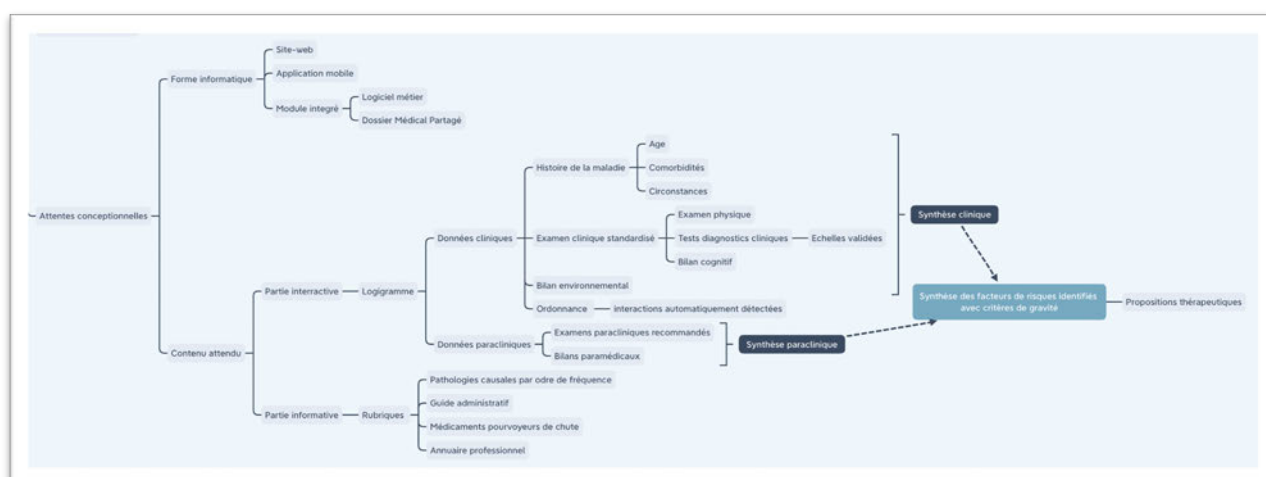 Attentes conceptionnelles
Forme informatique
Site-web
Application mobile
Module integré
Logiciel métier
Dossier Médical Partagé
Contenu attendu
Partie interractive
Logigramme
Données cliniques
Histoire de la maladie
Age
Comorbidités
Circonstances
Examen clinique standardisé
Examen physique
Tests diagnostics cliniques
Echelles validées
Bilan cognitif
Bilan environnemental
Ordonnance
interactions automatiquement détectées
Synthèse clinique
Données paracliniques
Examens paracliniques recommandés
Bilans paramédicaux
Synthèse paraclinique
Synthèse des facteurs de risques identifiés
avec critères de gravité
Propositions thérapeutiques
Partie informative
Rubriques
Pathologies causales par odre de fréquence
Guide administratif
Médicaments pourvoyeurs de chute
Annuaire professionnel